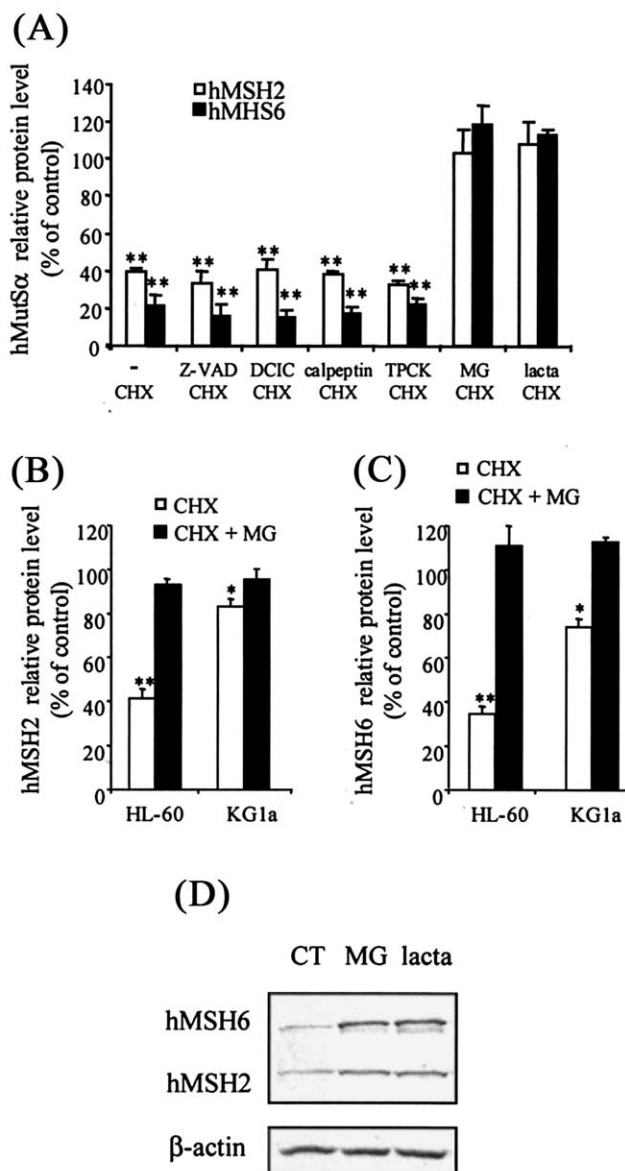 (A)
hMutSα relative protein level
(% of control)
140
120
100
80
60
40
20
0
hMSH2
hMHS6
** ** ** ** ** ** ** ** ** **
- Z-VAD DCIC calpeptin TPCK MG lacta
CHX CHX CHX CHX CHX CHX CHX
(B)
hMSH2 relative protein level
(% of control)
CHX
CHX + MG
120
100
80
60
40
20
0
**
*
HL-60 KG1a
(C)
hMSH6 relative protein level
(% of control)
CHX
CHX + MG
120
100
80
60
40
20
0
**
*
HL-60 KG1a
(D)
CT MG lacta
hMSH6
hMSH2
β-actin